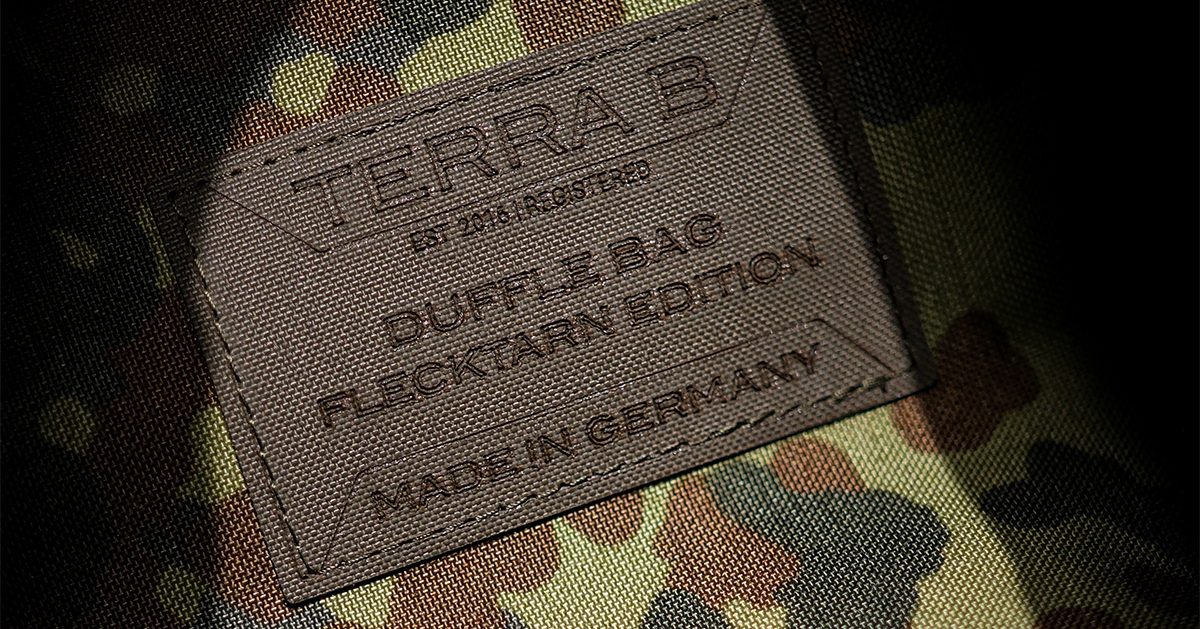 TERRA B
EST 2016 | REGISTERED
DUFFLE BAG
FLECKTARN EDITION
MADE IN GERMANY